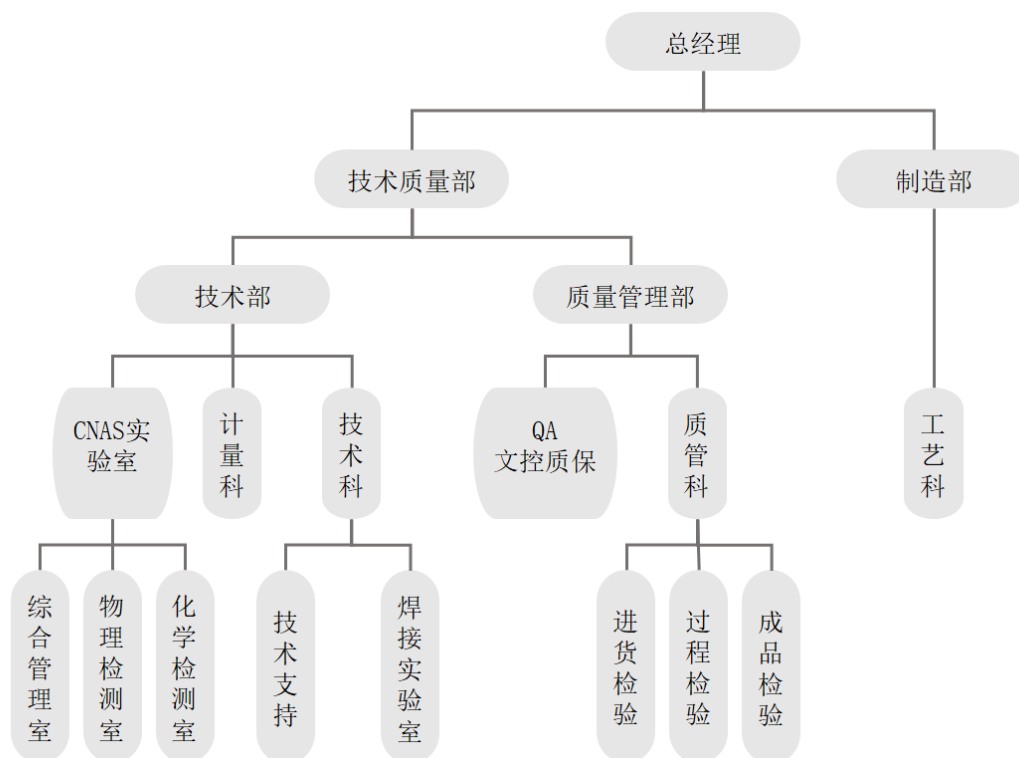 总经理
技术质量部
制造部
技术部
质量管理部
CNAS实
验室
计量科
技术科
QA
文控质保
质管科
工艺科
综合管理室
物理检测室
化学检测室
技术支持
焊接实验室
进货检验
过程检验
成品检验